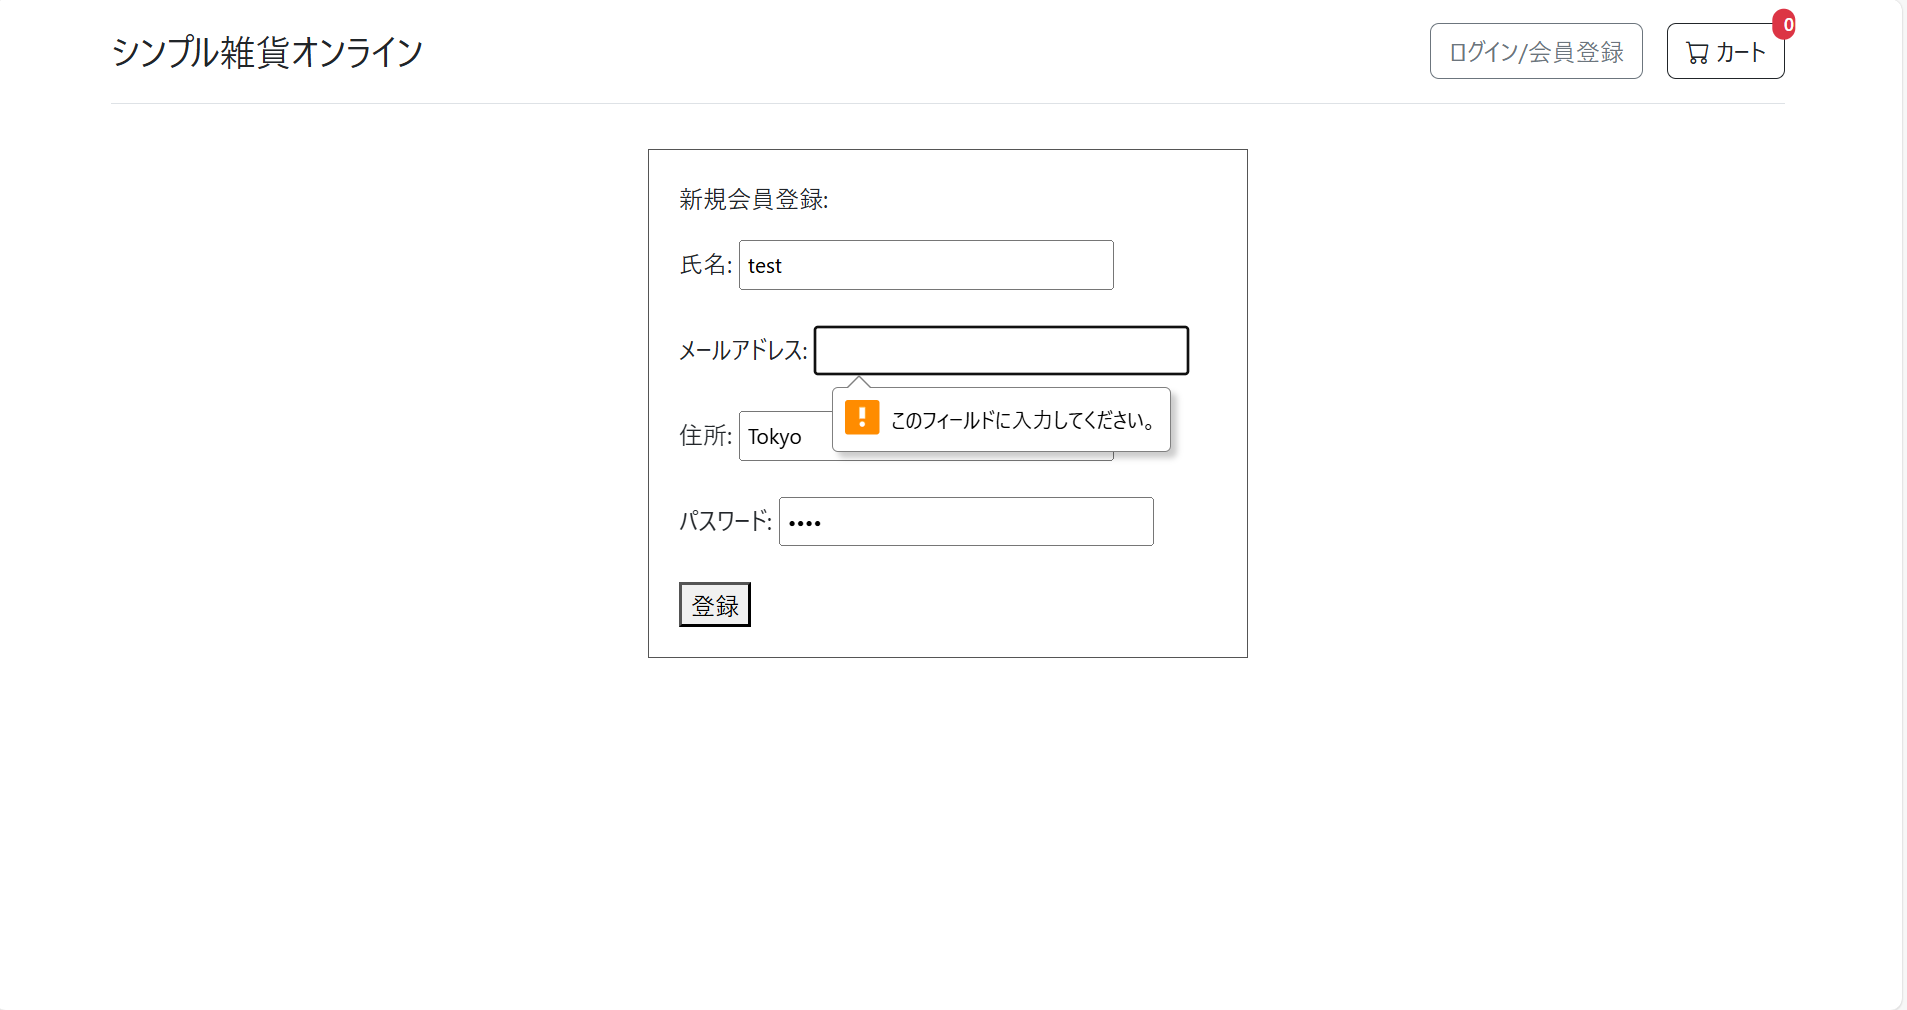 シンプル雑貨オンライン
ログイン/会員登録
カート
0
新規会員登録:
氏名: test
メールアドレス:
このフィールドに入力してください。
住所: Tokyo
パスワード: ••••
登録